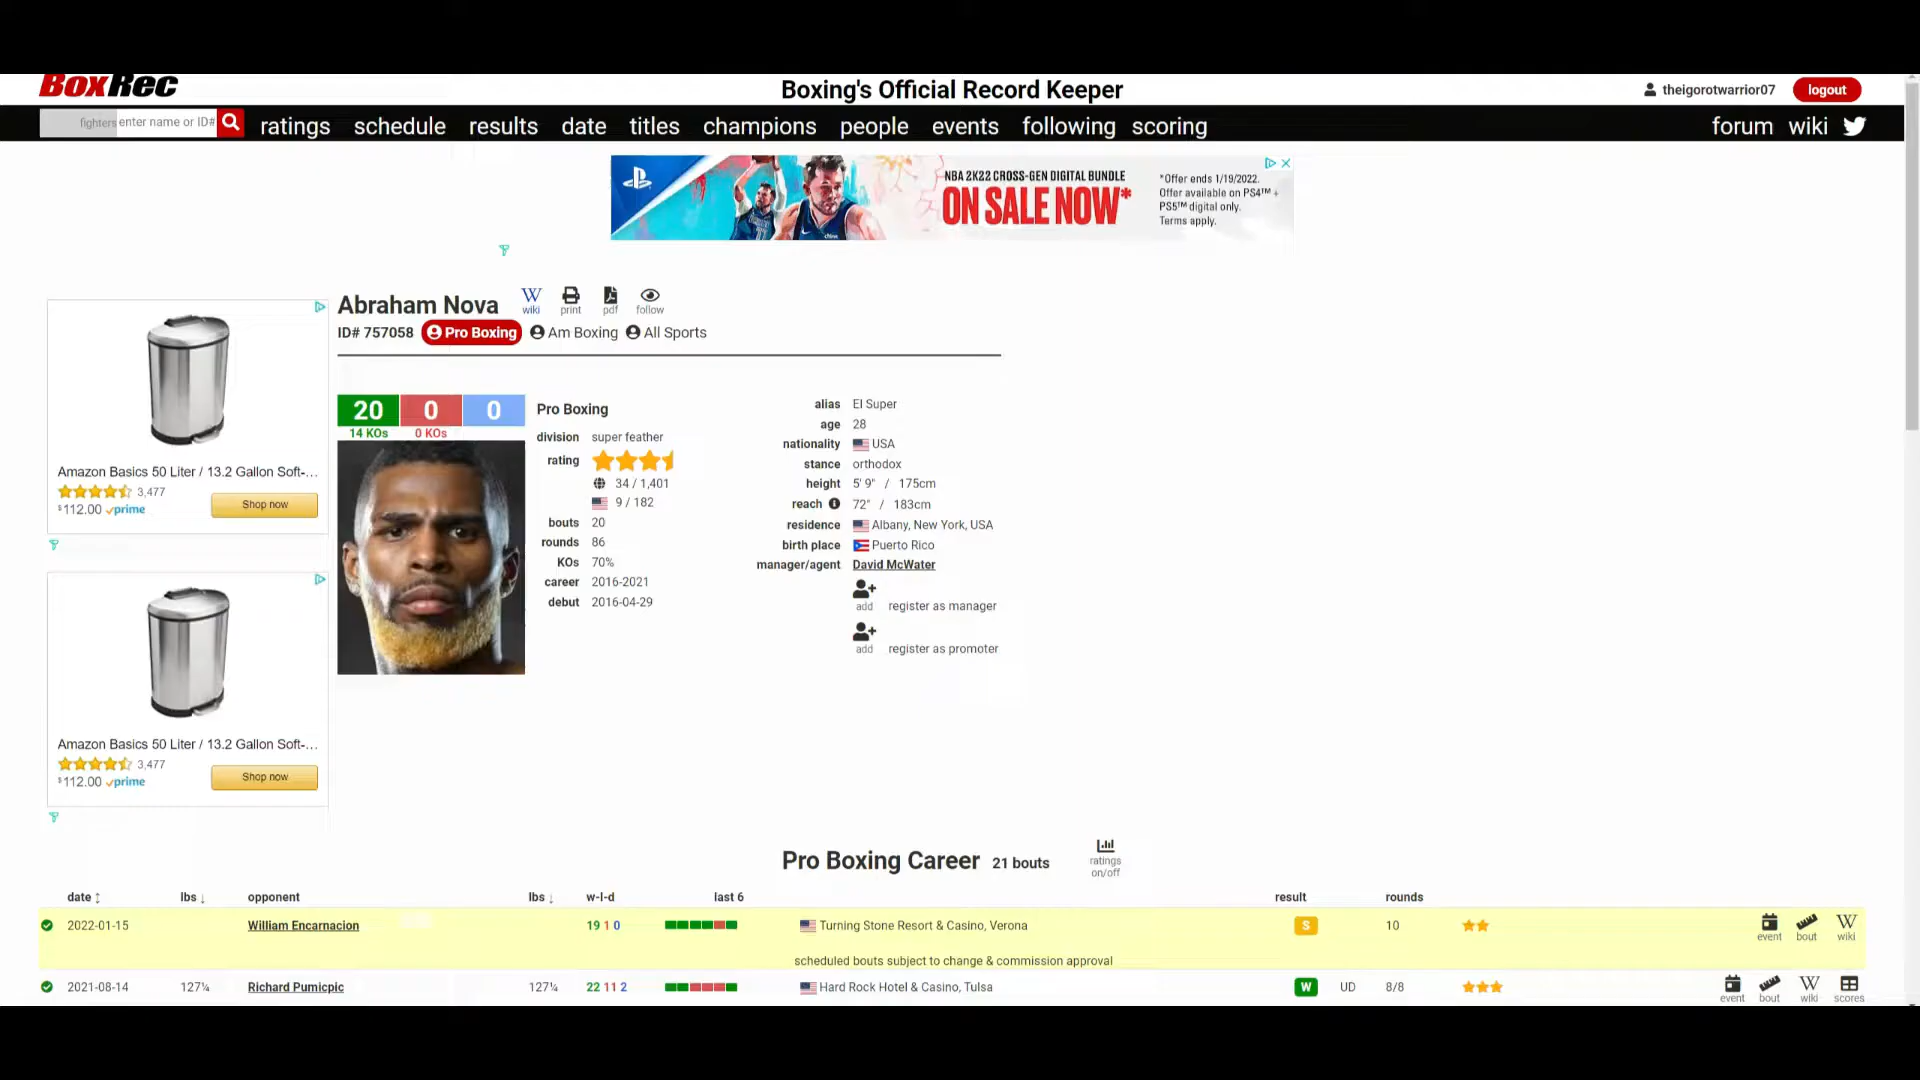 BoxRec
Boxing's Official Record Keeper
theigorotwarrior07
logout
fighters
enter name or ID#
ratings schedule results date titles champions people events following scoring
forum wiki
NBA 2K22 CROSS-GEN DIGITAL BUNDLE
ON SALE NOW*
*Offer ends 1/19/2022.
Offer available on PS4™ +
PS5™ digital only.
Terms apply.
Abraham Nova
wiki print pdf follow
ID# 757058 Pro Boxing Am Boxing All Sports
Amazon Basics 50 Liter / 13.2 Gallon Soft-…
3,477
$112.00 prime
Shop now
Amazon Basics 50 Liter / 13.2 Gallon Soft-…
3,477
$112.00 prime
Shop now
20 0 0
14 KOs 0 KOs
Pro Boxing
division super feather
rating
34 / 1,401
9 / 182
bouts 20
rounds 86
KOs 70%
career 2016-2021
debut 2016-04-29
alias El Super
age 28
nationality USA
stance orthodox
height 5' 9" / 175cm
reach 72" / 183cm
residence Albany, New York, USA
birth place Puerto Rico
manager/agent David McWater
add register as manager
add register as promoter
Pro Boxing Career 21 bouts
ratings
on/off
date lbs opponent lbs w-l-d last 6 result rounds
2022-01-15 William Encarnacion 19 1 0 Turning Stone Resort & Casino, Verona S 10 event bout wiki
scheduled bouts subject to change & commission approval
2021-08-14 127¼ Richard Pumicpic 127¼ 22 11 2 Hard Rock Hotel & Casino, Tulsa W UD 8/8 event bout wiki scores